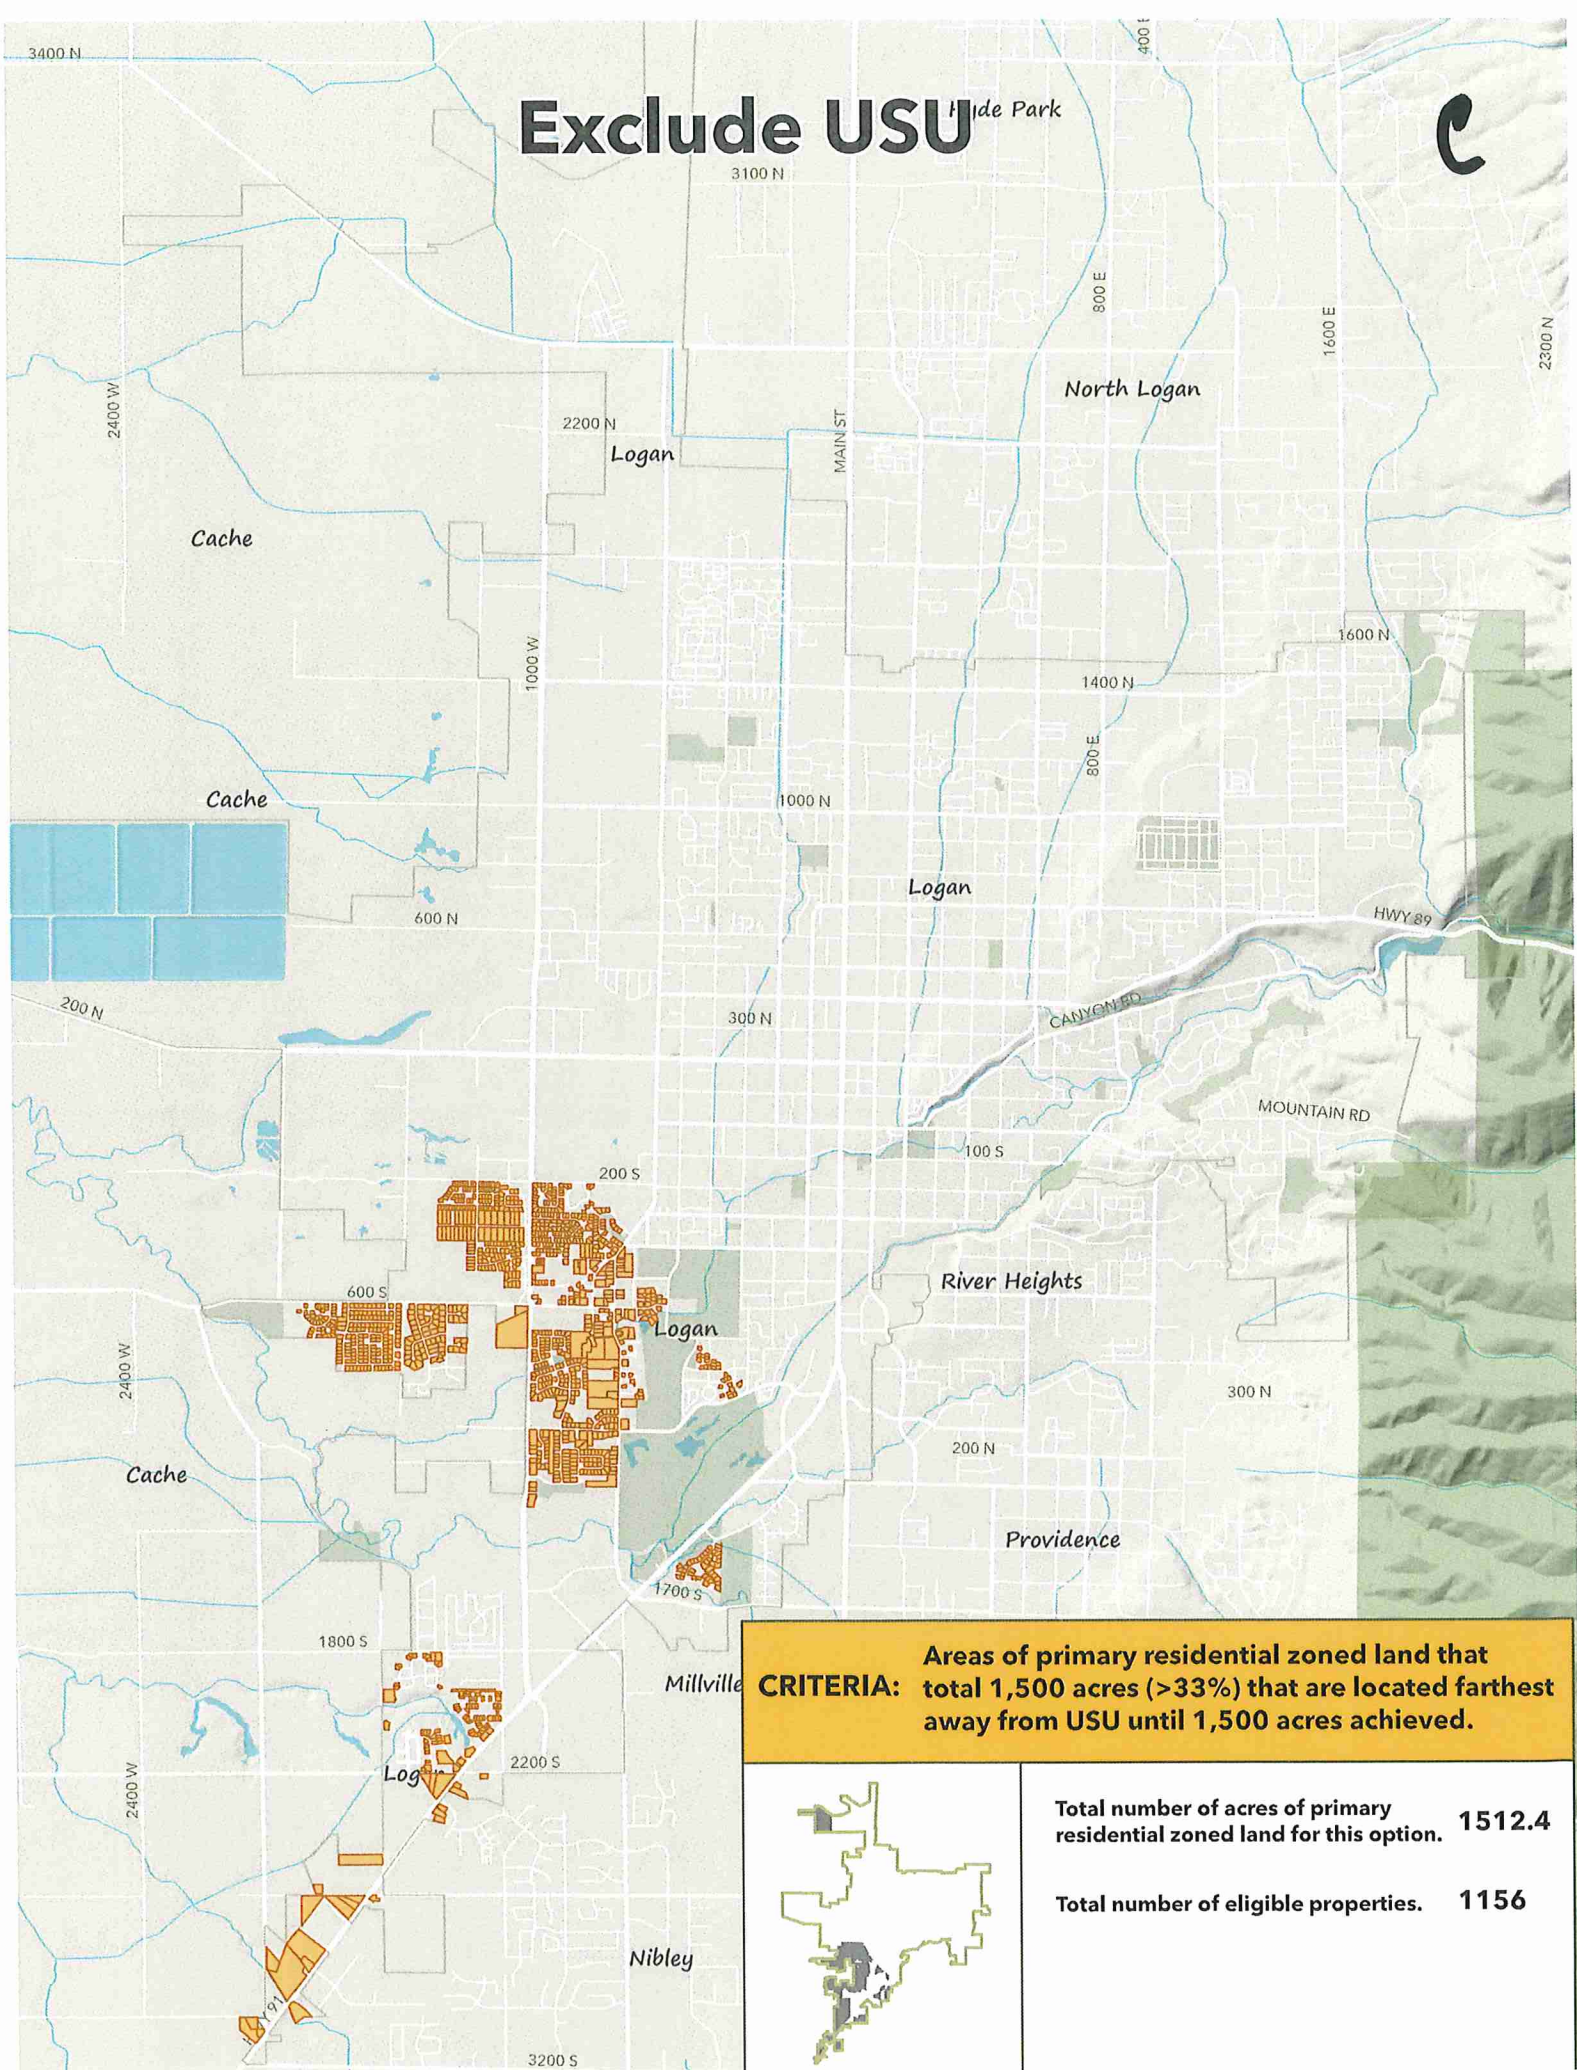 3400 N
400 E
Exclude USU
Hyde Park
C
3100 N
800 E
1600 E
2300 N
2400 W
North Logan
2200 N
MAIN ST
Logan
Cache
1000 W
1600 N
1400 N
800 E
Cache
1000 N
Logan
600 N
HWY 89
200 N
300 N
CANYON RD
MOUNTAIN RD
100 S
200 S
600 S
River Heights
Logan
2400 W
300 N
200 N
Cache
Providence
1700 S
1800 S
Millville
2200 S
Logan
2400 W
Nibley
HWY 91
3200 S
CRITERIA:
Areas of primary residential zoned land that
total 1,500 acres (>33%) that are located farthest
away from USU until 1,500 acres achieved.
Total number of acres of primary
residential zoned land for this option. 1512.4
Total number of eligible properties. 1156